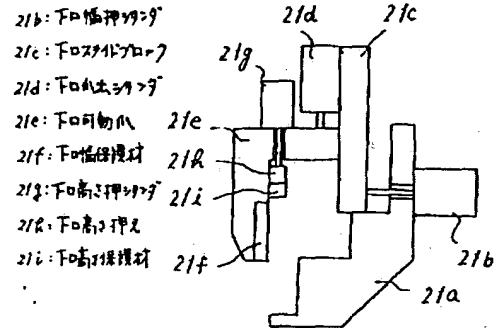 21b:下口幅押シリンダ
21c:下口スライドブロック
21d:下口爪出シリンダ
21e:下口可動爪
21f:下口幅保護材
21g:下口高さ押シリンダ
21h:下口高さ押え
21i:下口高さ保護材
21d
21c
21g
21e
21h
21i
21f
21b
21a